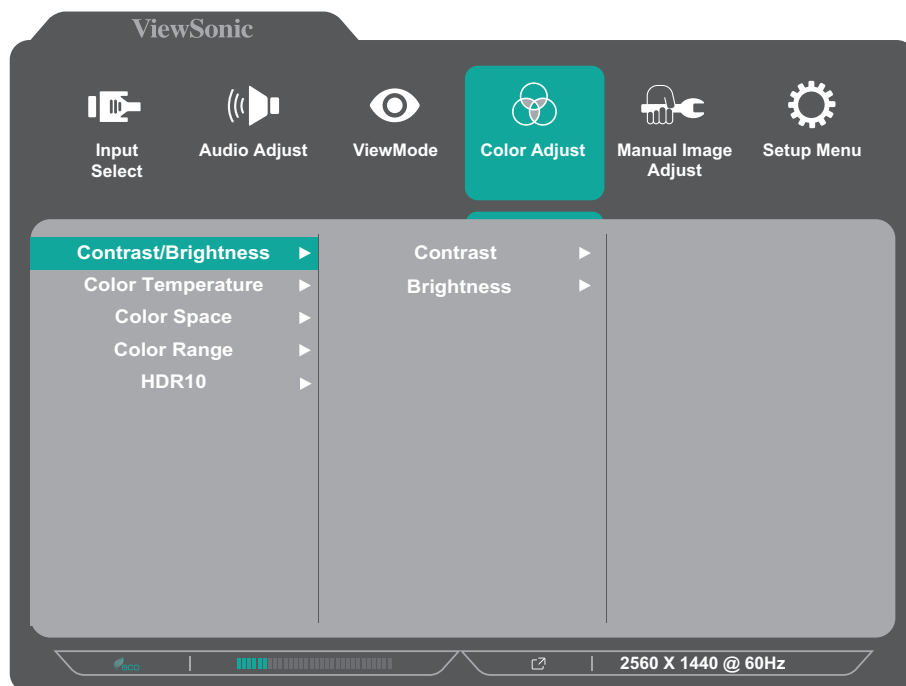 ViewSonic
Input
Select
Audio Adjust
ViewMode
Color Adjust
Manual Image
Adjust
Setup Menu
Contrast/Brightness
Color Temperature
Color Space
Color Range
HDR10
Contrast
Brightness
eco
2560 X 1440 @ 60Hz